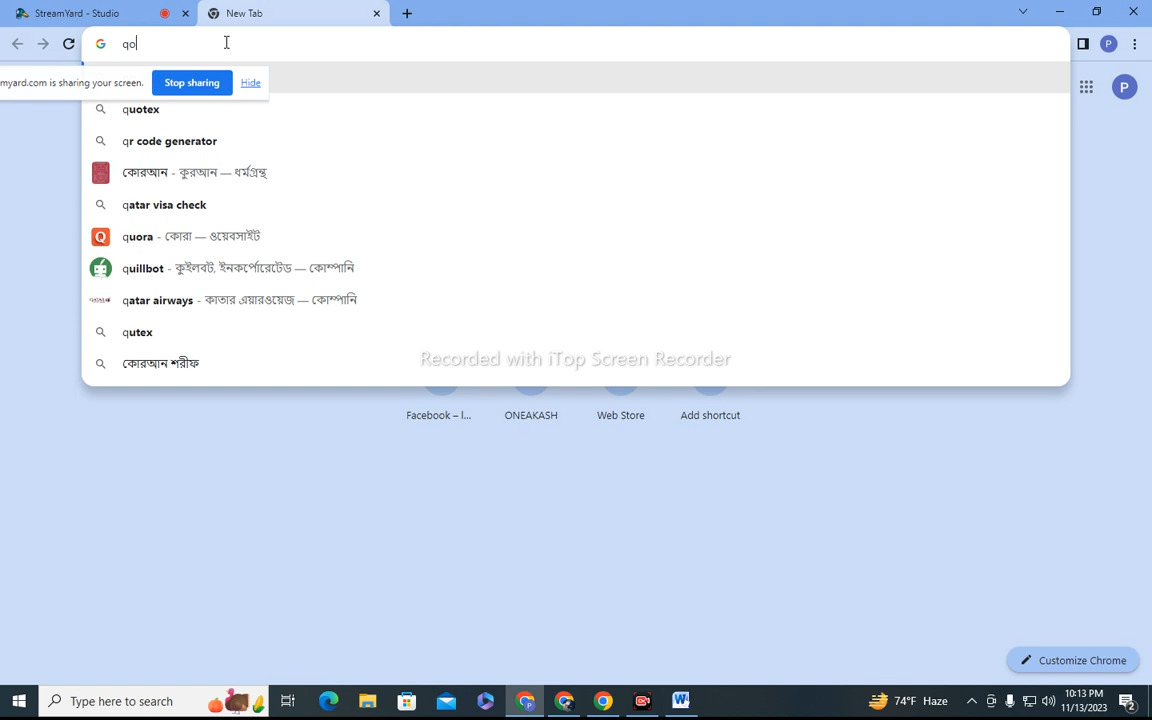 StreamYard - Studio
New Tab
qo
myard.com is sharing your screen.
Stop sharing
Hide
P
P
quotex
qr code generator
কোরআন - কুরআন — ধর্মগ্রন্থ
qatar visa check
quora - কোরা — ওয়েবসাইট
quillbot - কুইলবট, ইনকর্পোরেটেড — কোম্পানি
qatar airways - কাতার এয়ারওয়েজ — কোম্পানি
qutex
কোরআন শরীফ
Recorded with iTop Screen Recorder
Facebook – l...
ONEAKASH
Web Store
Add shortcut
Customize Chrome
Type here to search
74°F Haze
10:13 PM
11/13/2023
2